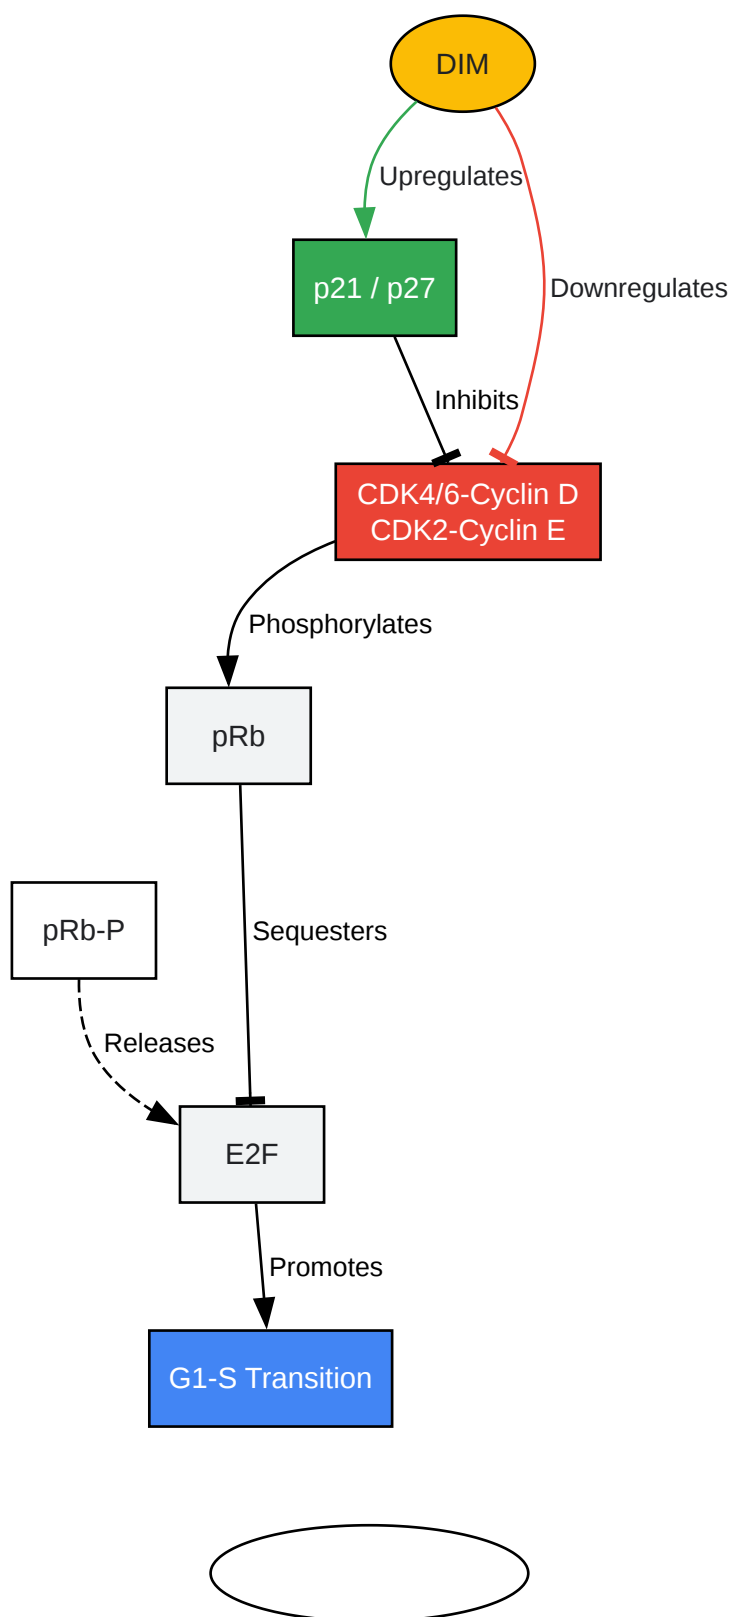 DIM
Upregulates
p21 / p27
Downregulates
Inhibits
CDK4/6-Cyclin D
CDK2-Cyclin E
Phosphorylates
pRb
pRb-P
Sequesters
Releases
E2F
Promotes
G1-S Transition